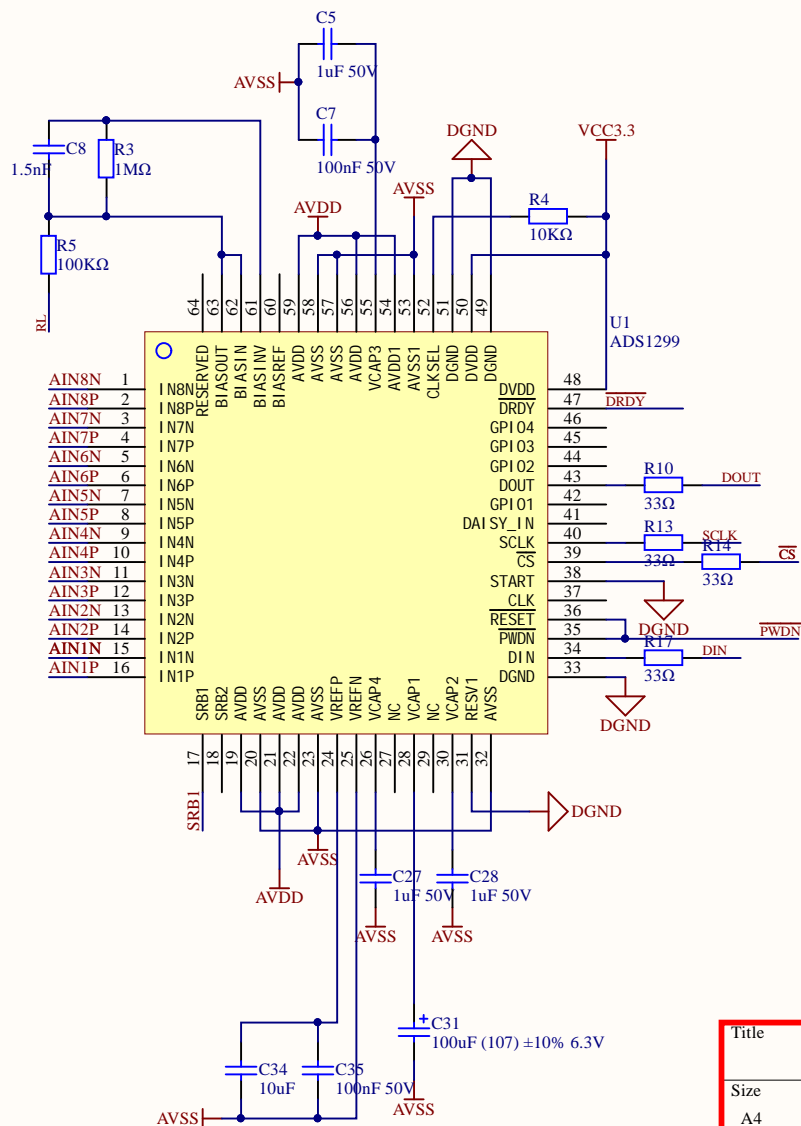 C5
1uF 50V
AVSS
C7
100nF 50V
DGND
VCC3.3
C8
1.5nF
R3
1MΩ
AVDD
AVSS
R4
10KΩ
R5
100KΩ
RL
64 63 62 61 60 59 58 57 56 55 54 53 52 51 50 49
U1
ADS1299
RESERVED BIASOUT BIASIN BIASINV BIASREF AVDD AVSS AVSS AVDD VCAP3 AVDD1 AVSS1 CLKSEL DGND DVDD DGND
AIN8N 1 IN8N
AIN8P 2 IN8P
AIN7N 3 IN7N
AIN7P 4 IN7P
AIN6N 5 IN6N
AIN6P 6 IN6P
AIN5N 7 IN5N
AIN5P 8 IN5P
AIN4N 9 IN4N
AIN4P 10 IN4P
AIN3N 11 IN3N
AIN3P 12 IN3P
AIN2N 13 IN2N
AIN2P 14 IN2P
AIN1N 15 IN1N
AIN1P 16 IN1P
DVDD 48
DRDY 47 DRDY
GPIO4 46
GPIO3 45
GPIO2 44
DOUT 43 R10 33Ω DOUT
GPIO1 42
DAISY_IN 41
SCLK 40 R13 33Ω SCLK
CS 39 R14 33Ω CS
START 38 DGND
CLK 37
RESET 36
PWDN 35 PWDN
DIN 34 R17 33Ω DIN
DGND 33 DGND
SRB1 SRB2 AVDD AVSS AVDD AVDD AVSS VREFP VREFN VCAP4 NC VCAP1 NC VCAP2 RESV1 AVSS
17 18 19 20 21 22 23 24 25 26 27 28 29 30 31 32
SRB1
DGND
AVSS
AVDD
C27
1uF 50V
AVSS
C28
1uF 50V
AVSS
C31
100uF (107) ±10% 6.3V
AVSS
C34
10uF
C35
100nF 50V
AVSS
Title
Size
A4